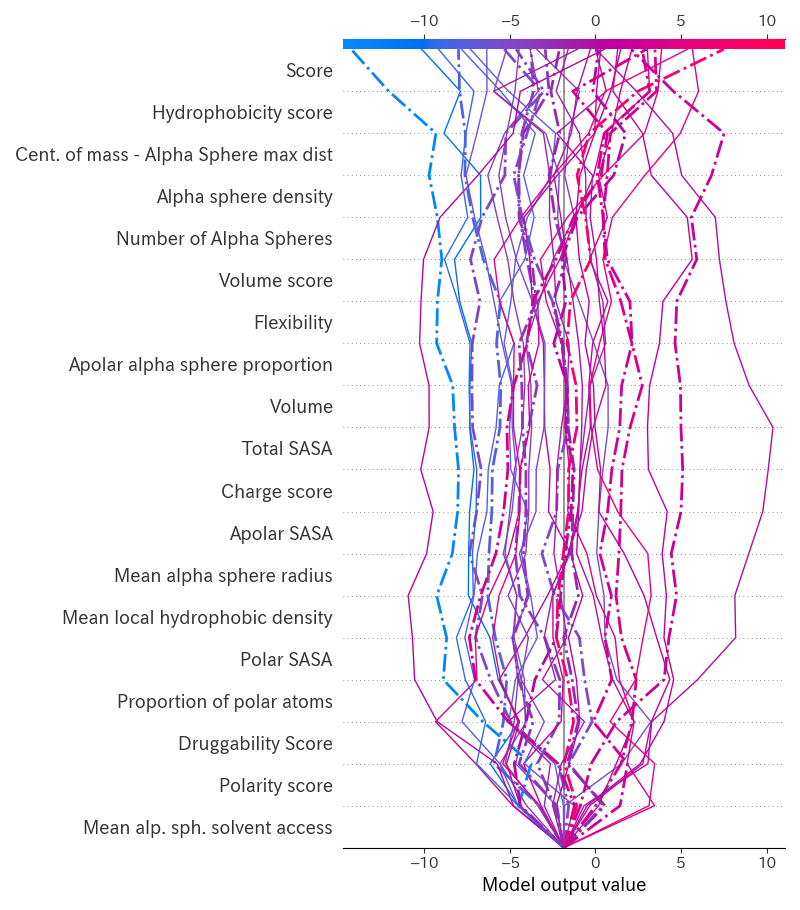 −10 −5 0 5 10
Score
Hydrophobicity score
Cent. of mass - Alpha Sphere max dist
Alpha sphere density
Number of Alpha Spheres
Volume score
Flexibility
Apolar alpha sphere proportion
Volume
Total SASA
Charge score
Apolar SASA
Mean alpha sphere radius
Mean local hydrophobic density
Polar SASA
Proportion of polar atoms
Druggability Score
Polarity score
Mean alp. sph. solvent access
−10 −5 0 5 10
Model output value